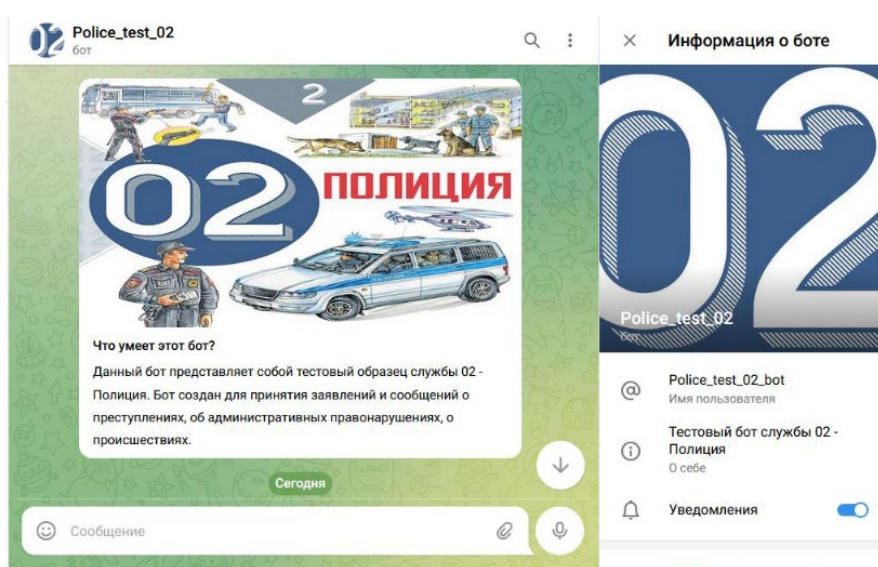 02
Police_test_02
бот
2
02
ПОЛИЦИЯ
Что умеет этот бот?
Данный бот представляет собой тестовый образец службы 02 -
Полиция. Бот создан для принятия заявлений и сообщений о
преступлениях, об административных правонарушениях, о
происшествиях.
Сегодня
Сообщение
Информация о боте
02
Police_test_02
бот
@
Police_test_02_bot
Имя пользователя
Тестовый бот службы 02 -
Полиция
О себе
Уведомления